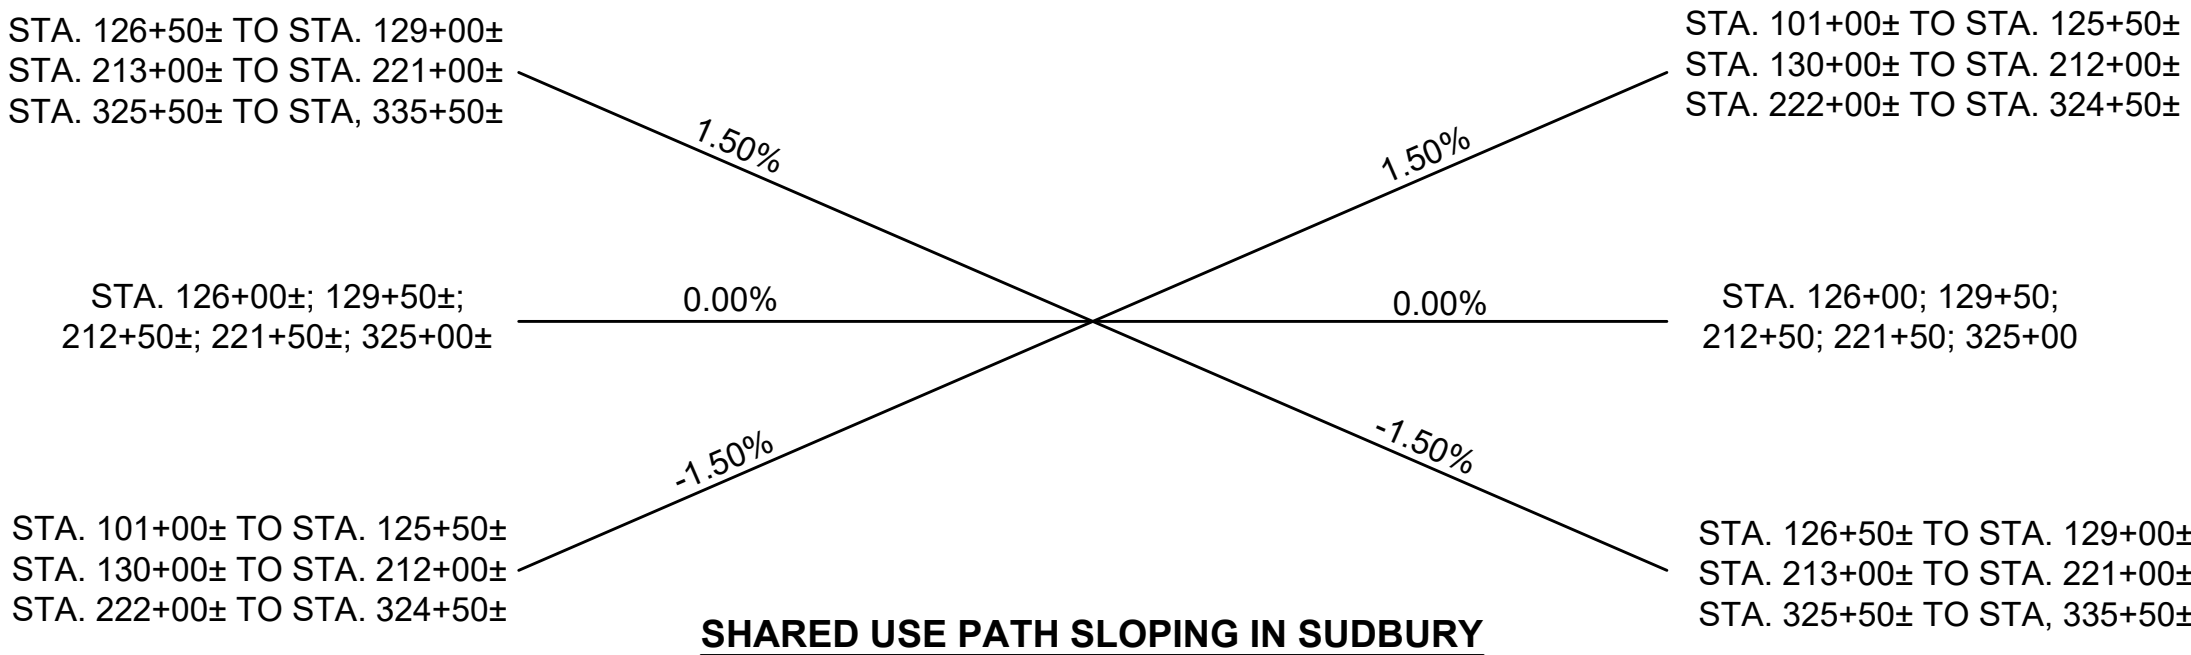 STA. 126+50± TO STA. 129+00±
STA. 213+00± TO STA. 221+00±
STA. 325+50± TO STA, 335+50±
1.50%
1.50%
STA. 101+00± TO STA. 125+50±
STA. 130+00± TO STA. 212+00±
STA. 222+00± TO STA. 324+50±
STA. 126+00±; 129+50±;
212+50±; 221+50±; 325+00±
0.00%
0.00%
STA. 126+00; 129+50;
212+50; 221+50; 325+00
STA. 101+00± TO STA. 125+50±
STA. 130+00± TO STA. 212+00±
STA. 222+00± TO STA. 324+50±
-1.50%
-1.50%
STA. 126+50± TO STA. 129+00±
STA. 213+00± TO STA. 221+00±
STA. 325+50± TO STA, 335+50±
SHARED USE PATH SLOPING IN SUDBURY